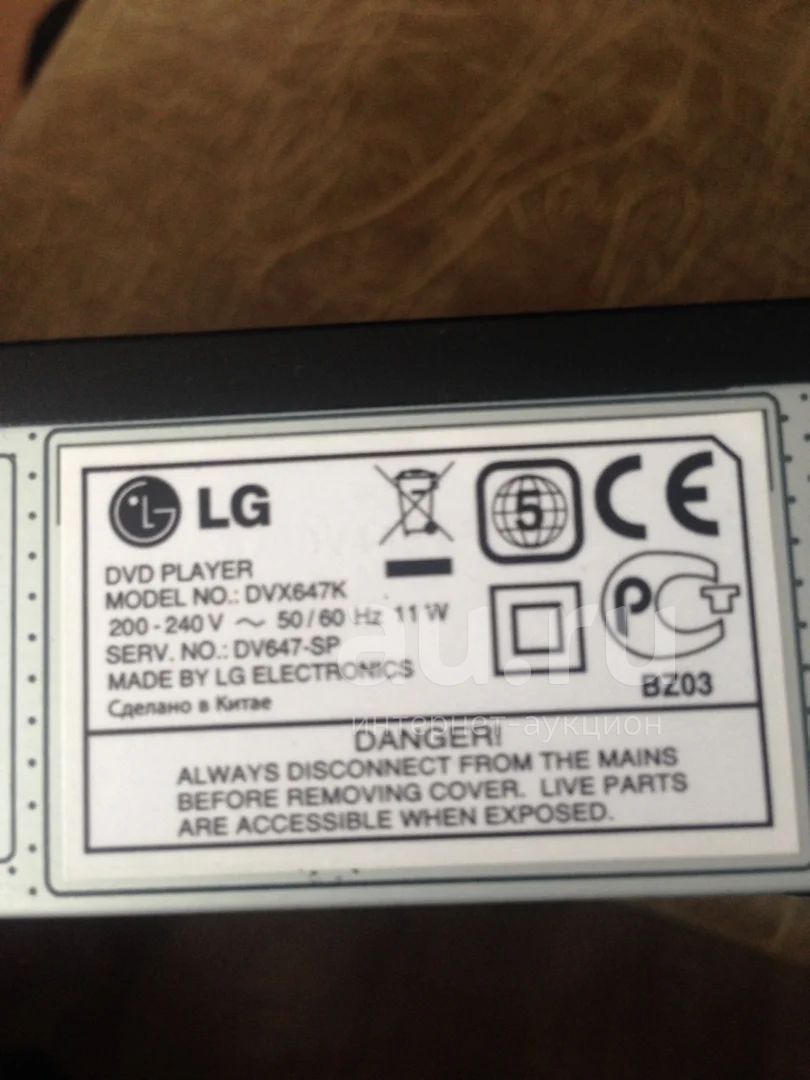 LG
5
CE
DVD PLAYER
MODEL NO.: DVX647K
200 - 240 V ~ 50 / 60 Hz 11 W
SERV. NO.: DV647-SP
MADE BY LG ELECTRONICS
Сделано в Китае
РСТ
BZ03
au.ru
интернет-аукцион
DANGER!
ALWAYS DISCONNECT FROM THE MAINS
BEFORE REMOVING COVER. LIVE PARTS
ARE ACCESSIBLE WHEN EXPOSED.